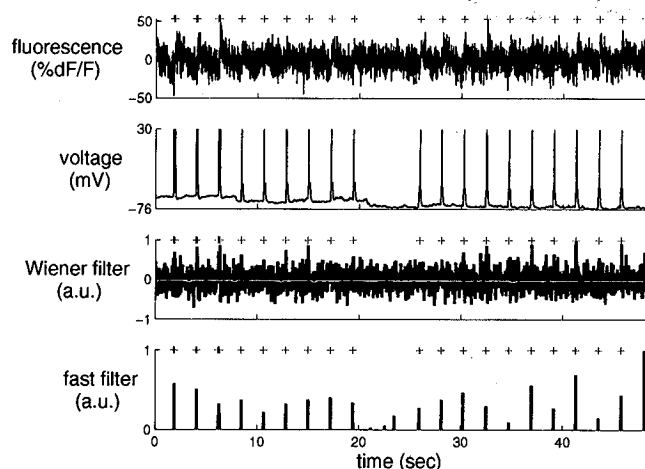 50
fluorescence
(%dF/F)
0
−50
30
voltage
(mV)
−76
1
Wiener filter
(a.u.)
0
−1
1
fast filter
(a.u.)
0
0 10 20 30 40
time (sec)